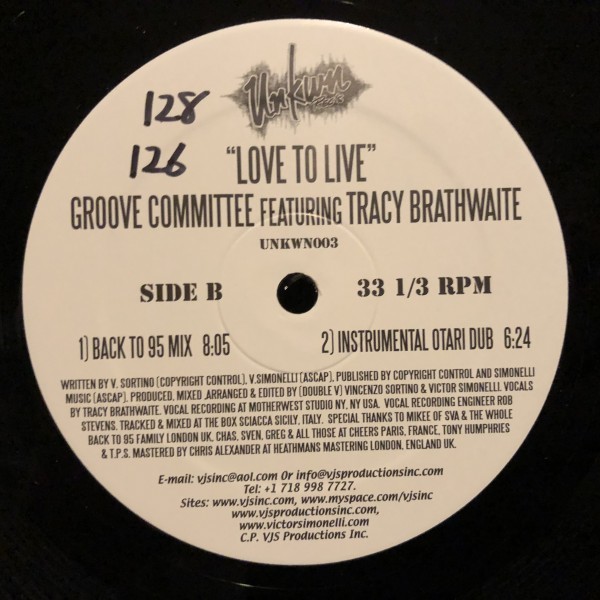 Unkwn
128
126
"LOVE TO LIVE"
GROOVE COMMITTEE FEATURING TRACY BRATHWAITE
UNKWN003
SIDE B
33 1/3 RPM
1) BACK TO 95 MIX 8:05
2) INSTRUMENTAL OTARI DUB 6:24
WRITTEN BY V. SORTINO (COPYRIGHT CONTROL), V.SIMONELLI (ASCAP). PUBLISHED BY COPYRIGHT CONTROL AND SIMONELLI
MUSIC (ASCAP). PRODUCED, MIXED ,ARRANGED & EDITED BY (DOUBLE V) VINCENZO SORTINO & VICTOR SIMONELLI. VOCALS
BY TRACY BRATHWAITE. VOCAL RECORDING AT MOTHERWEST STUDIO NY, NY USA. VOCAL RECORDING ENGINEER ROB
STEVENS. TRACKED & MIXED AT THE BOX SCIACCA SICILY, ITALY. SPECIAL THANKS TO MIKEE OF SVA & THE WHOLE
BACK TO 95 FAMILY LONDON UK. CHAS, SVEN, GREG & ALL THOSE AT CHEERS PARIS, FRANCE, TONY HUMPHRIES
& T.P.S. MASTERED BY CHRIS ALEXANDER AT HEATHMANS MASTERING LONDON, ENGLAND UK.
E-mail: vjsinc@aol.com Or info@vjsproductionsinc.com
Tel: +1 718 998 7727.
Sites: www.vjsinc.com, www.myspace.com/vjsinc
www.vjsproductionsinc.com,
www.victorsimonelli.com
C.P. VJS Productions Inc.